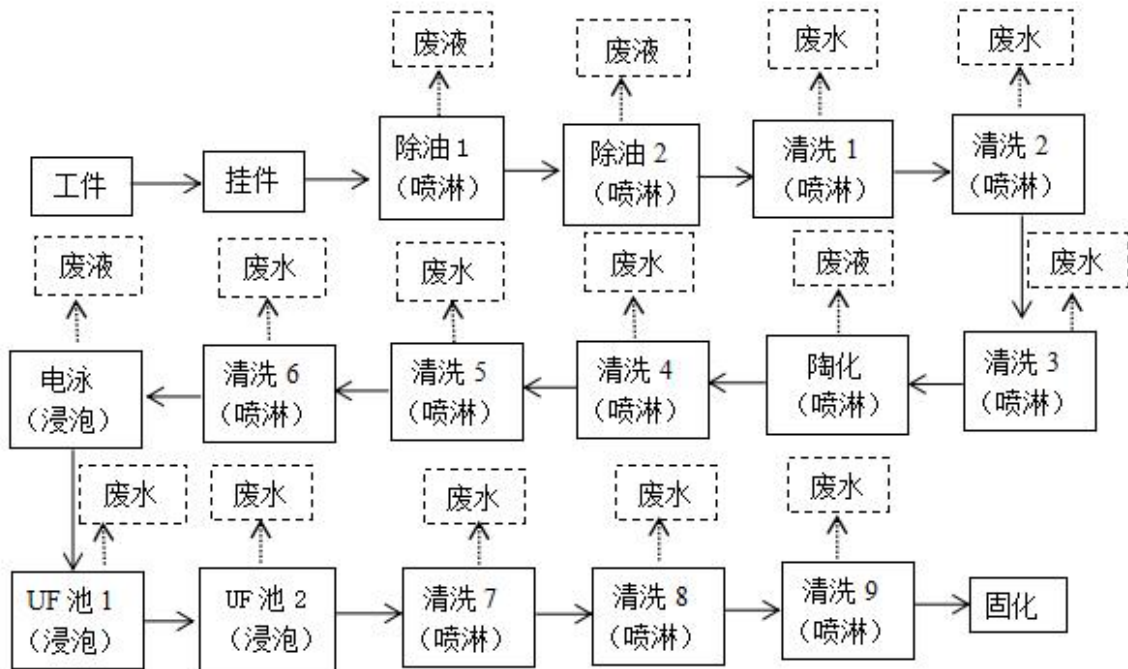 废液
废液
废水
废水
工件
挂件
除油 1
（喷淋）
除油 2
（喷淋）
清洗 1
（喷淋）
清洗 2
（喷淋）
废液
废水
废水
废水
废液
废水
电泳
（浸泡）
清洗 6
（喷淋）
清洗 5
（喷淋）
清洗 4
（喷淋）
陶化
（喷淋）
清洗 3
（喷淋）
废水
废水
废水
废水
废水
UF 池 1
（浸泡）
UF 池 2
（浸泡）
清洗 7
（喷淋）
清洗 8
（喷淋）
清洗 9
（喷淋）
固化